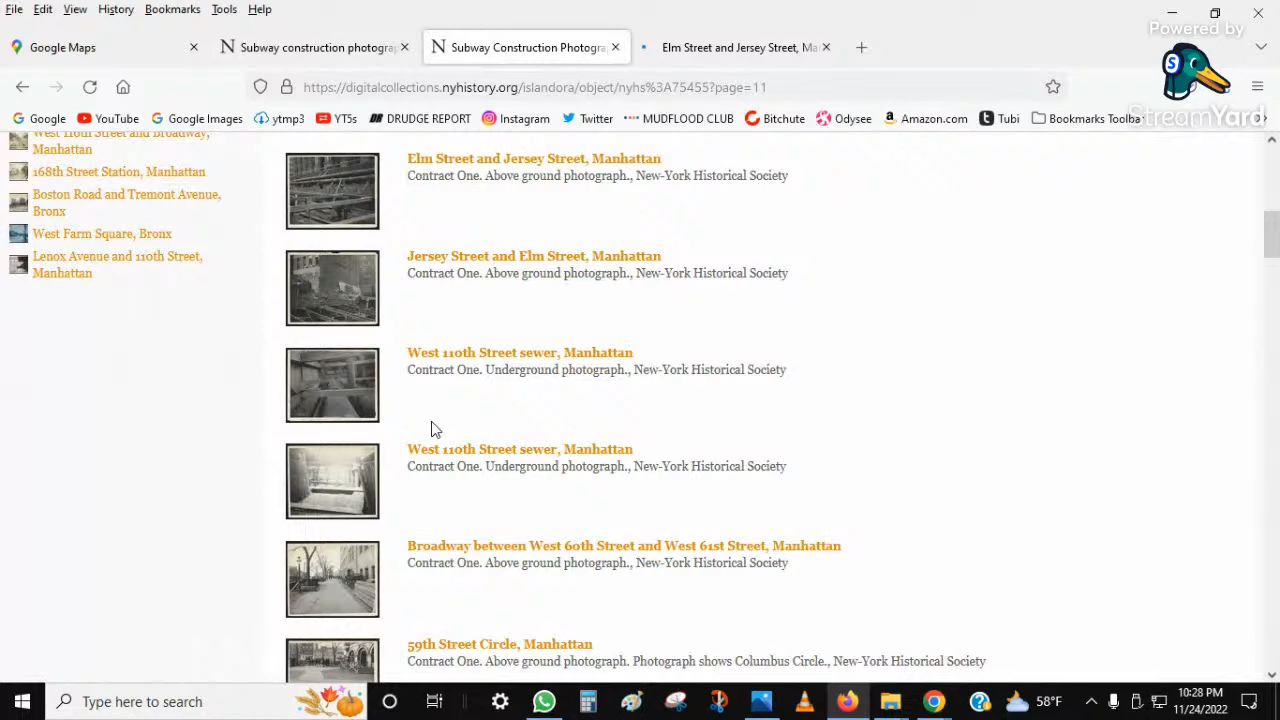 File Edit View History Bookmarks Tools Help
Powered by
StreamYard
Google Maps
Subway construction photogra
Subway Construction Photogra
Elm Street and Jersey Street, Ma
https://digitalcollections.nyhistory.org/islandora/object/nyhs%3A75455?page=11
Google YouTube Google Images ytmp3 YT5s DRUDGE REPORT Instagram Twitter MUDFLOOD CLUB Bitchute Odysee Amazon.com Tubi Bookmarks Toolbar
West 110th Street and Broadway,
Manhattan
168th Street Station, Manhattan
Boston Road and Tremont Avenue,
Bronx
West Farm Square, Bronx
Lenox Avenue and 110th Street,
Manhattan
Elm Street and Jersey Street, Manhattan
Contract One. Above ground photograph., New-York Historical Society
Jersey Street and Elm Street, Manhattan
Contract One. Above ground photograph., New-York Historical Society
West 110th Street sewer, Manhattan
Contract One. Underground photograph., New-York Historical Society
West 110th Street sewer, Manhattan
Contract One. Underground photograph., New-York Historical Society
Broadway between West 60th Street and West 61st Street, Manhattan
Contract One. Above ground photograph., New-York Historical Society
59th Street Circle, Manhattan
Contract One. Above ground photograph. Photograph shows Columbus Circle., New-York Historical Society
Type here to search
58°F
10:28 PM
11/24/2022